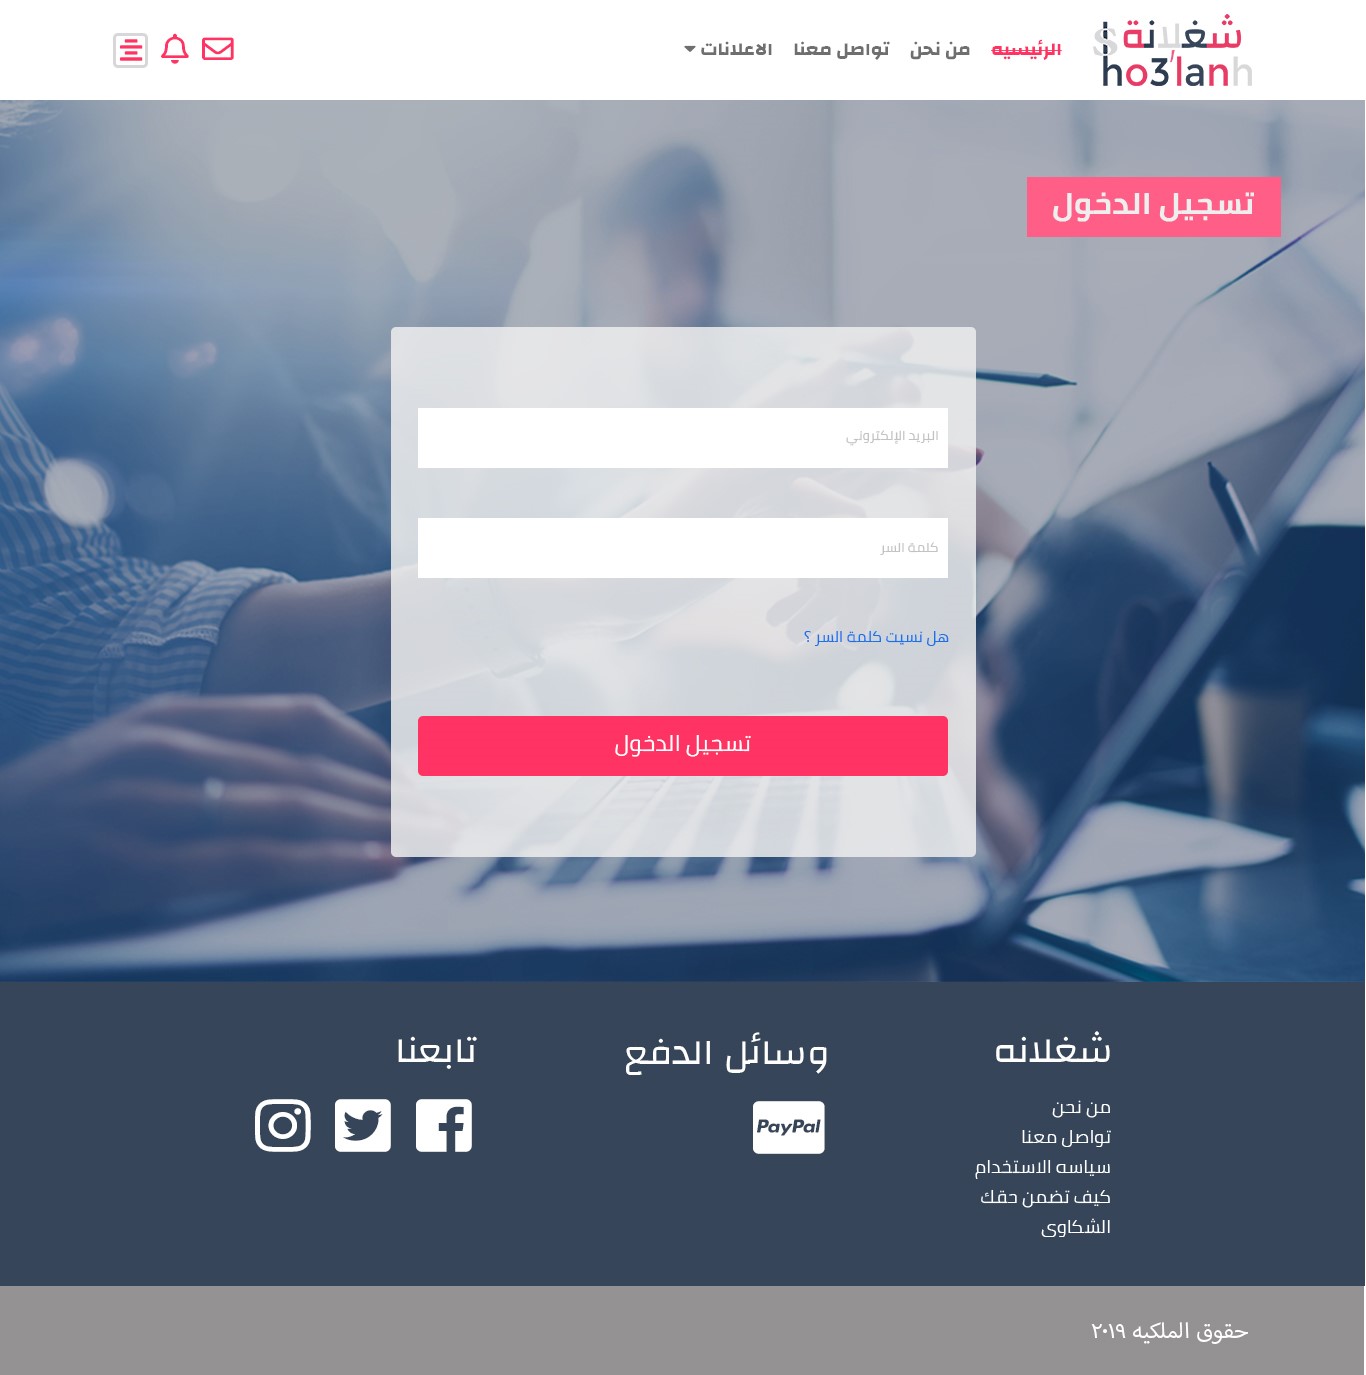 شغلانة
Sho3'lanh
الرئيسيه
من نحن
تواصل معنا
الاعلانات
تسجيل الدخول
البريد الإلكتروني
كلمة السر
هل نسيت كلمة السر ؟
تسجيل الدخول
شغلانه
من نحن
تواصل معنا
سياسه الاستخدام
كيف تضمن حقك
الشكاوى
وسائل الدفع
PayPal
تابعنا
حقوق الملكيه ٢٠١٩